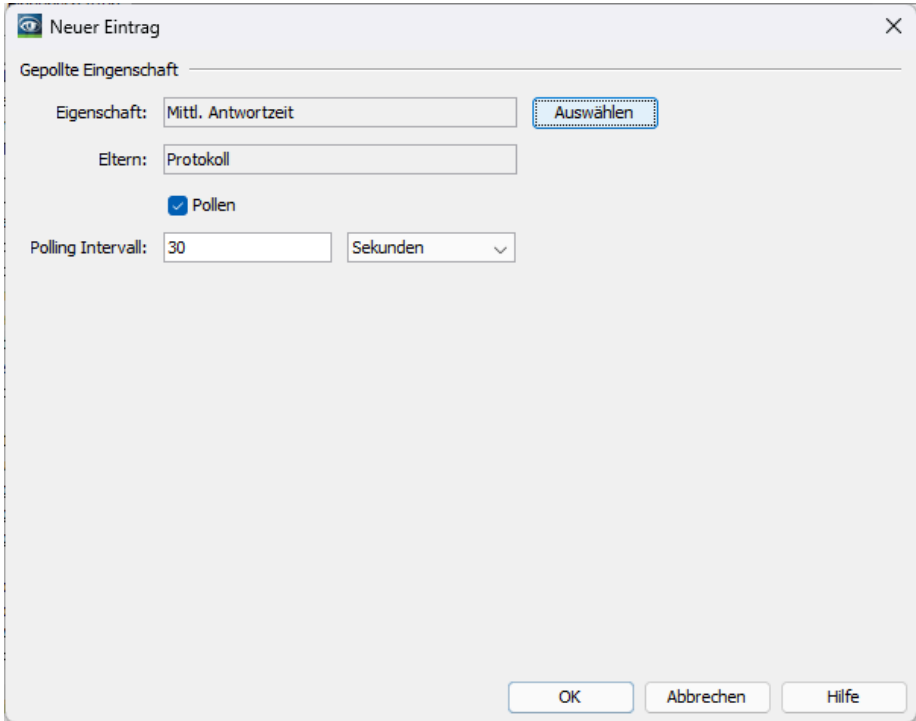 Neuer Eintrag
Gepollte Eingenschaft
Eigenschaft: Mittl. Antwortzeit Auswählen
Eltern: Protokoll
Pollen
Polling Intervall: 30 Sekunden
OK Abbrechen Hilfe